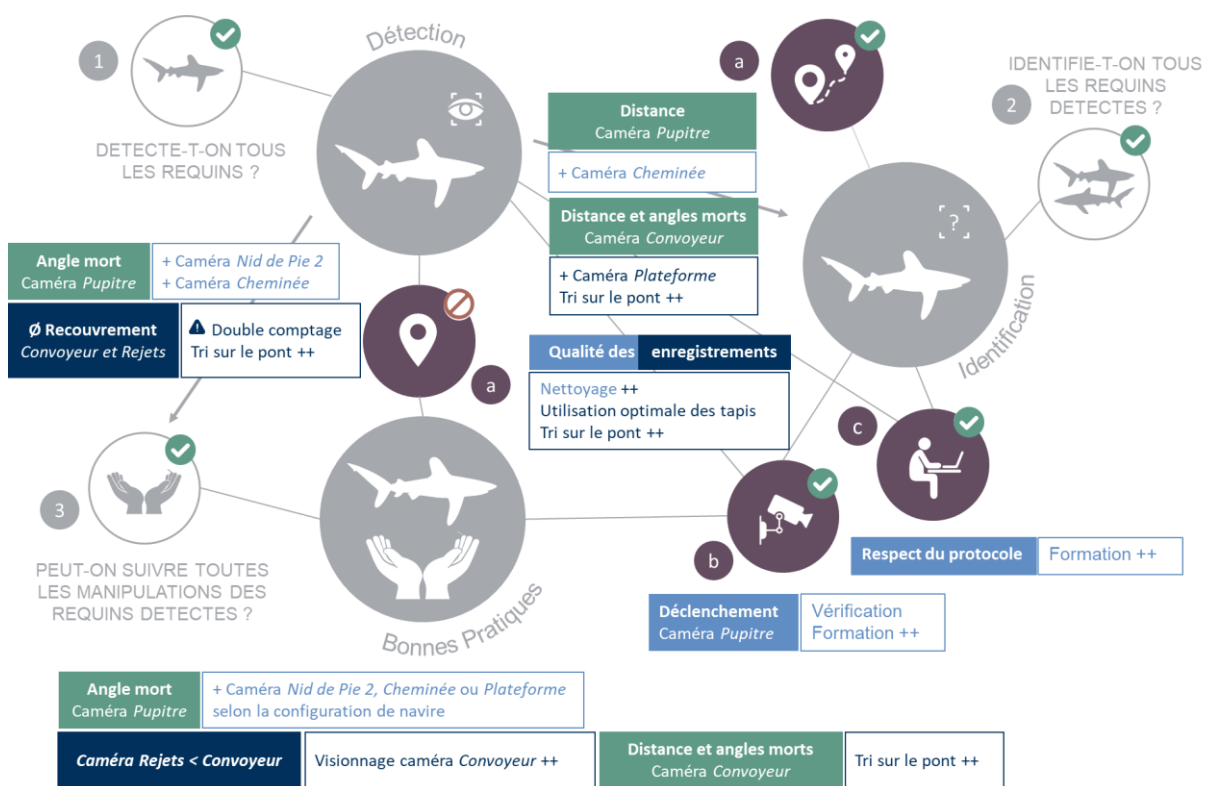 Détection
1
DETECTE-T-ON TOUS
LES REQUINS ?
a
IDENTIFIE-T-ON TOUS
LES REQUINS
DETECTES ?
2
Distance
Caméra Pupitre
+ Caméra Cheminée
Distance et angles morts
Caméra Convoyeur
+ Caméra Plateforme
Tri sur le pont ++
?
Identification
Angle mort
Caméra Pupitre
+ Caméra Nid de Pie 2
+ Caméra Cheminée
Ø Recouvrement
Convoyeur et Rejets
Double comptage
Tri sur le pont ++
a
Qualité des enregistrements
Nettoyage ++
Utilisation optimale des tapis
Tri sur le pont ++
c
3
PEUT-ON SUIVRE TOUTES
LES MANIPULATIONS DES
REQUINS DETECTES ?
Bonnes Pratiques
b
Respect du protocole
Formation ++
Déclenchement
Caméra Pupitre
Vérification
Formation ++
Angle mort
Caméra Pupitre
+ Caméra Nid de Pie 2, Cheminée ou Plateforme
selon la configuration de navire
Caméra Rejets < Convoyeur
Visionnage caméra Convoyeur ++
Distance et angles morts
Caméra Convoyeur
Tri sur le pont ++